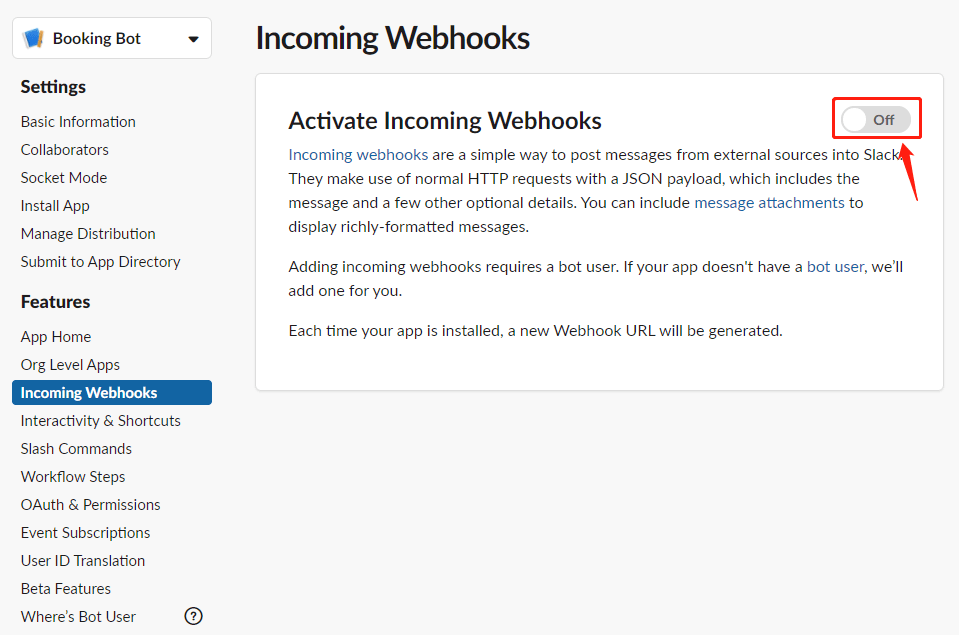 Booking Bot
Settings
Basic Information
Collaborators
Socket Mode
Install App
Manage Distribution
Submit to App Directory
Features
App Home
Org Level Apps
Incoming Webhooks
Interactivity & Shortcuts
Slash Commands
Workflow Steps
OAuth & Permissions
Event Subscriptions
User ID Translation
Beta Features
Where's Bot User
?
Incoming Webhooks
Activate Incoming Webhooks
Off
Incoming webhooks are a simple way to post messages from external sources into Slack.
They make use of normal HTTP requests with a JSON payload, which includes the
message and a few other optional details. You can include message attachments to
display richly-formatted messages.
Adding incoming webhooks requires a bot user. If your app doesn't have a bot user, we’ll
add one for you.
Each time your app is installed, a new Webhook URL will be generated.